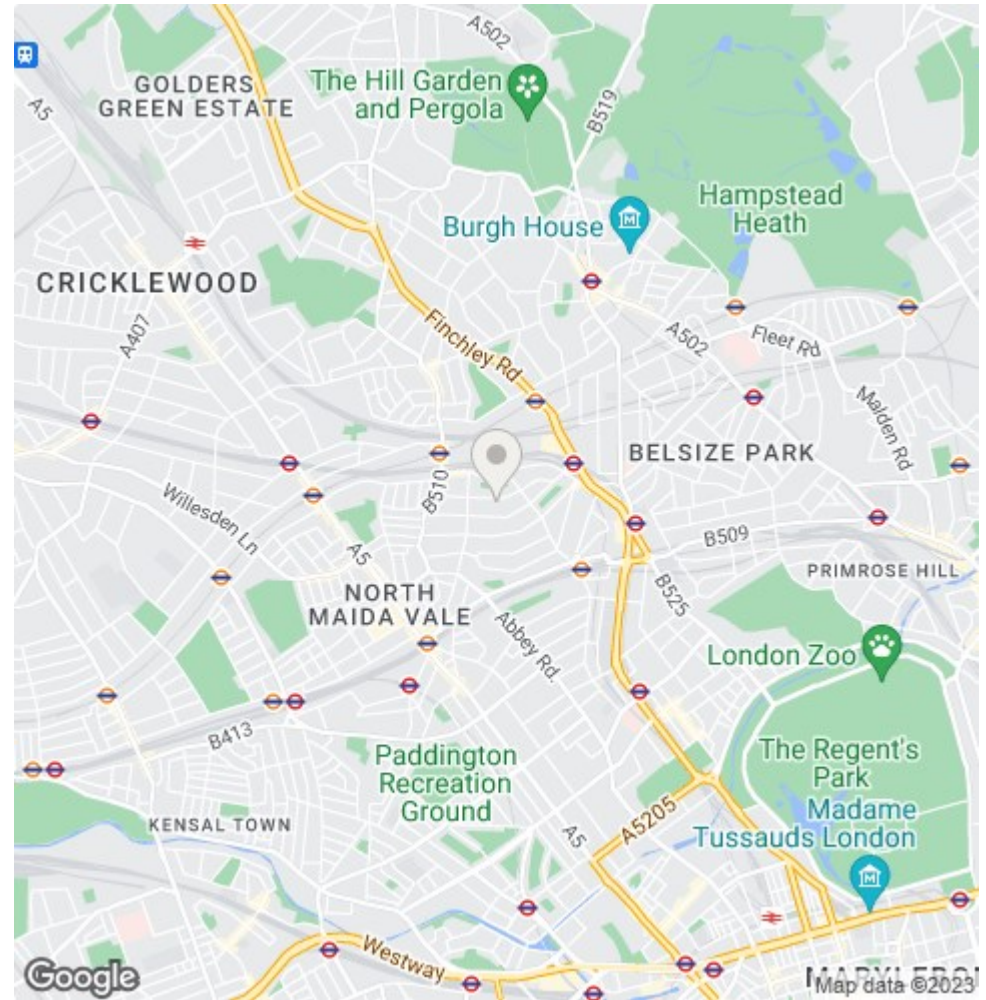 A502
GOLDERS
GREEN ESTATE
The Hill Garden
and Pergola
A5
B519
Hampstead
Heath
Burgh House
CRICKLEWOOD
A407
Finchley Rd
A502
Fleet Rd
Malden Rd
BELSIZE PARK
B510
Willesden Ln
A5
B509
PRIMROSE HILL
B525
NORTH
MAIDA VALE
Abbey Rd.
London Zoo
B413
Paddington
Recreation
Ground
The Regent's
Park
Madame
Tussauds London
A5205
A5
KENSAL TOWN
Westway
Google
Map data ©2023